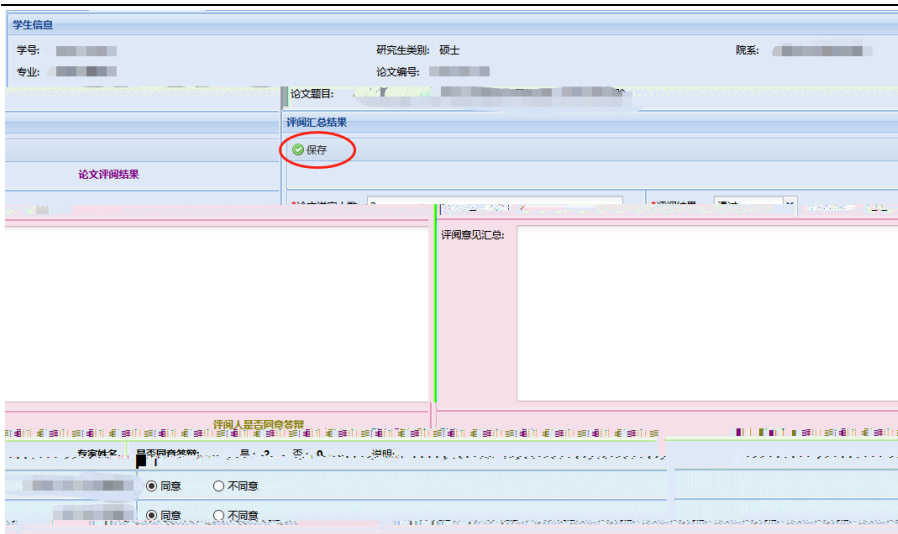 学生信息
学号: 研究生类别: 硕士 院系:
专业: 论文编号:
论文题目:
评阅汇总结果
保存
论文评阅结果
评阅意见汇总:
评阅人是否同意答辩
专家姓名 是否同意答辩: 是: 2 否: 0 说明:
同意 不同意
同意 不同意